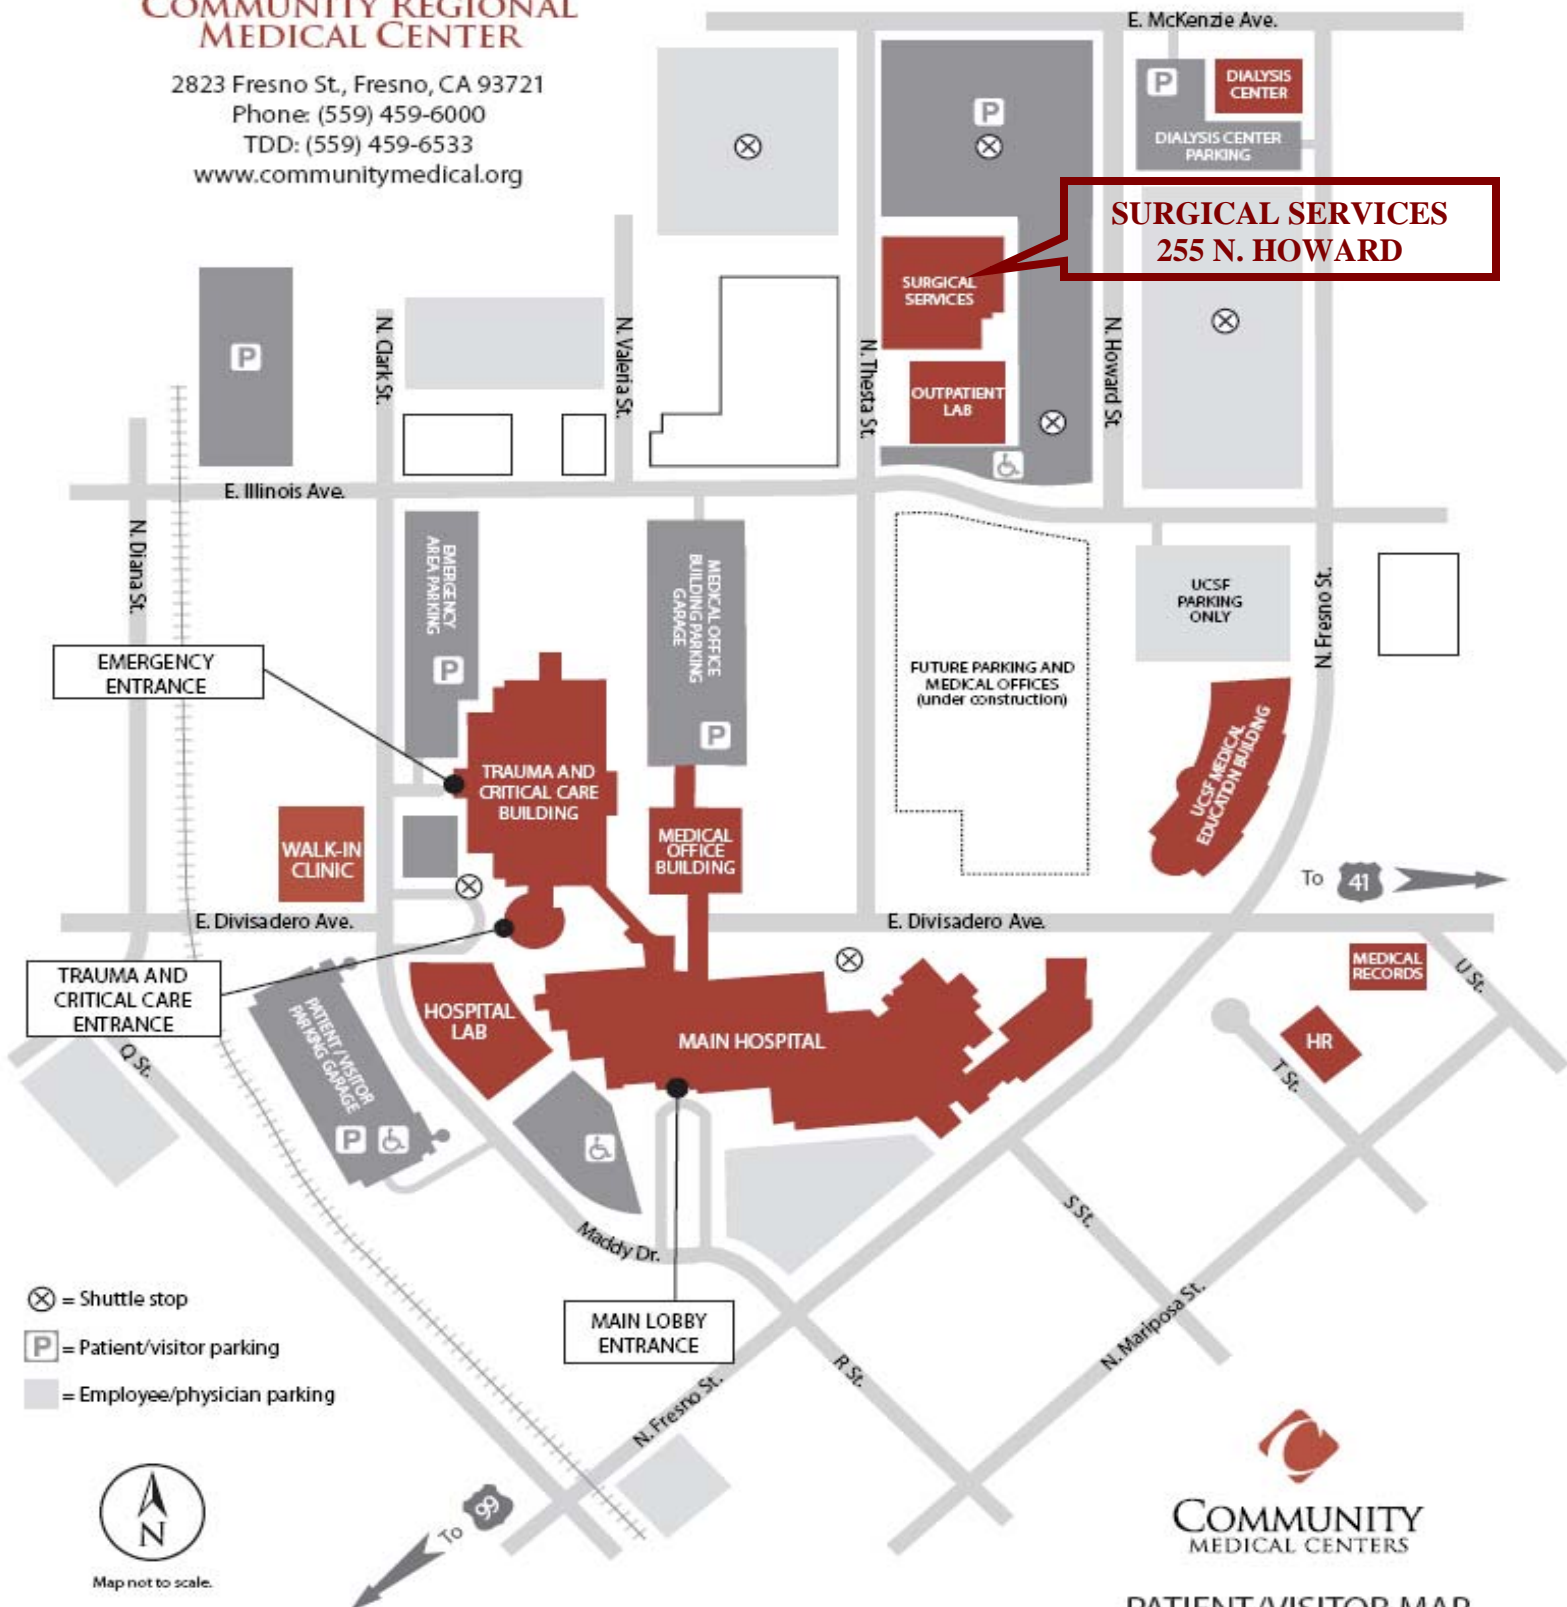 COMMUNITY REGIONAL
MEDICAL CENTER
2823 Fresno St., Fresno, CA 93721
Phone: (559) 459-6000
TDD: (559) 459-6533
www.communitymedical.org
E. McKenzie Ave.
P
P
DIALYSIS
CENTER
DIALYSIS CENTER
PARKING
SURGICAL SERVICES
255 N. HOWARD
SURGICAL
SERVICES
P
N. Clark St.
N. Valeria St.
N. Thesta St.
N. Howard St.
OUTPATIENT
LAB
E. Illinois Ave.
N. Diana St.
EMERGENCY
AREA PARKING
P
MEDICAL OFFICE
BUILDING PARKING
GARAGE
P
UCSF
PARKING
ONLY
N. Fresno St.
EMERGENCY
ENTRANCE
FUTURE PARKING AND
MEDICAL OFFICES
(under construction)
UCSF MEDICAL
EDUCATION BUILDING
TRAUMA AND
CRITICAL CARE
BUILDING
WALK-IN
CLINIC
MEDICAL
OFFICE
BUILDING
To 41
E. Divisadero Ave.
E. Divisadero Ave.
TRAUMA AND
CRITICAL CARE
ENTRANCE
MEDICAL
RECORDS
U St.
PATIENT/VISITOR
PARKING GARAGE
P
HOSPITAL
LAB
MAIN HOSPITAL
HR
Q St.
T St.
S St.
Maddy Dr.
= Shuttle stop
P = Patient/visitor parking
= Employee/physician parking
MAIN LOBBY
ENTRANCE
N. Mariposa St.
R St.
N. Fresno St.
N
Map not to scale.
To 99
COMMUNITY
MEDICAL CENTERS
PATIENT/VISITOR MAP